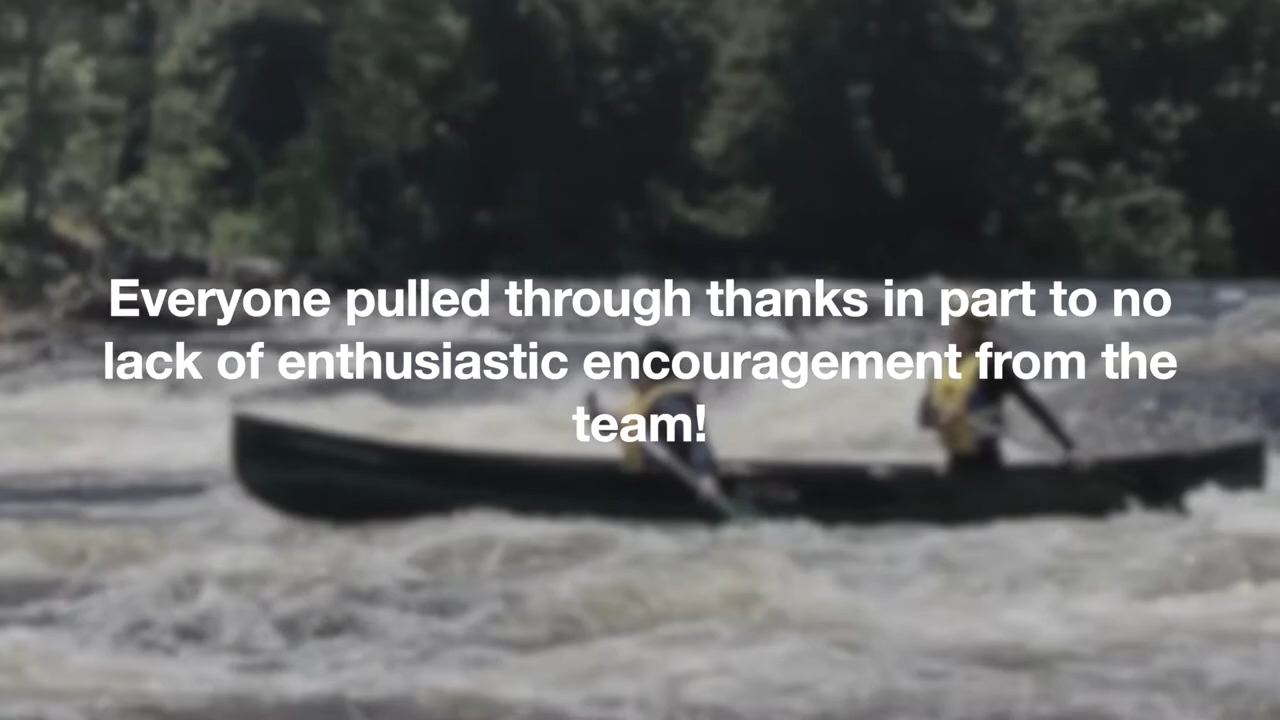 Everyone pulled through thanks in part to no
lack of enthusiastic encouragement from the
team!